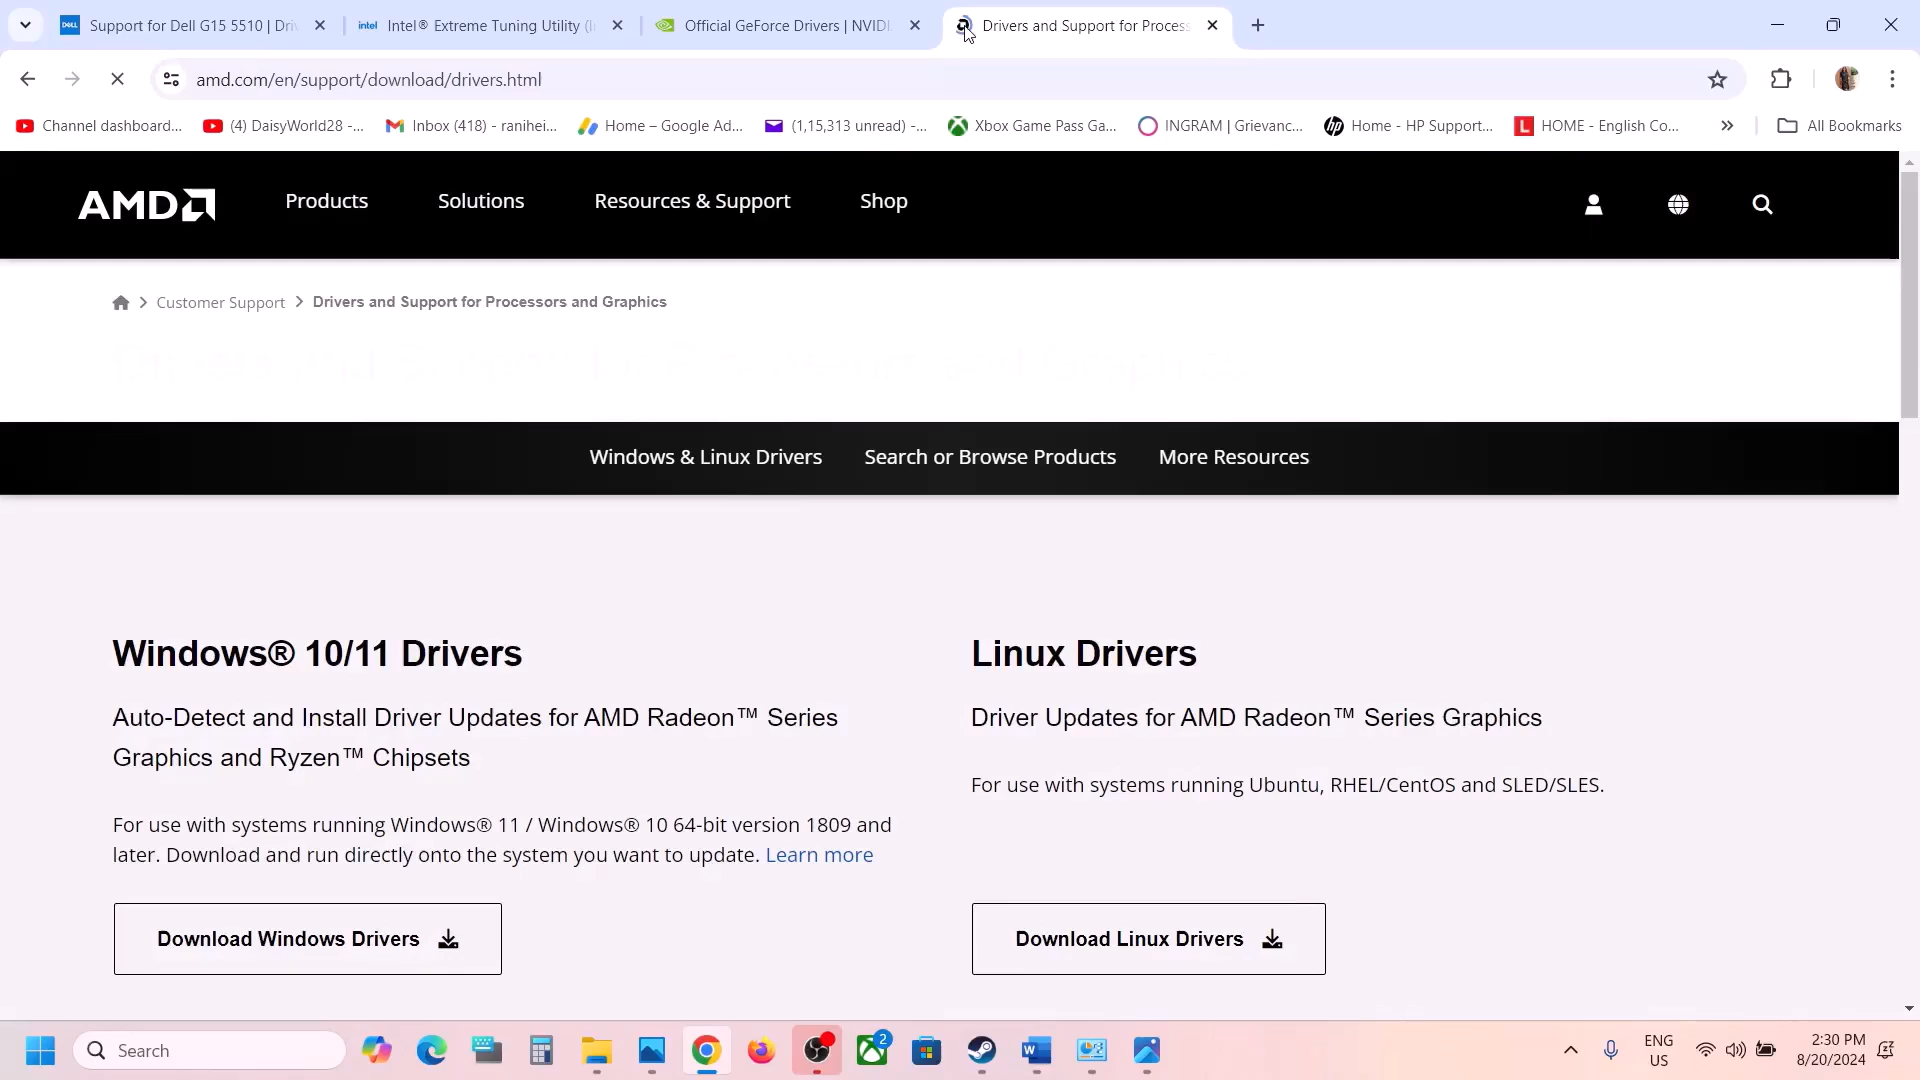 Support for Dell G15 5510 | Dri
intel Intel® Extreme Tuning Utility (I
Official GeForce Drivers | NVIDI
Drivers and Support for Process
amd.com/en/support/download/drivers.html
Channel dashboard...
(4) DaisyWorld28 -...
Inbox (418) - ranihei...
Home – Google Ad...
(1,15,313 unread) -...
Xbox Game Pass Ga...
INGRAM | Grievanc...
Home - HP Support...
HOME - English Co...
All Bookmarks
AMD
Products
Solutions
Resources & Support
Shop
Customer Support
Drivers and Support for Processors and Graphics
Windows & Linux Drivers
Search or Browse Products
More Resources
Windows® 10/11 Drivers
Auto-Detect and Install Driver Updates for AMD Radeon™ Series
Graphics and Ryzen™ Chipsets
For use with systems running Windows® 11 / Windows® 10 64-bit version 1809 and
later. Download and run directly onto the system you want to update. Learn more
Download Windows Drivers
Linux Drivers
Driver Updates for AMD Radeon™ Series Graphics
For use with systems running Ubuntu, RHEL/CentOS and SLED/SLES.
Download Linux Drivers
Search
2
ENG
US
2:30 PM
8/20/2024